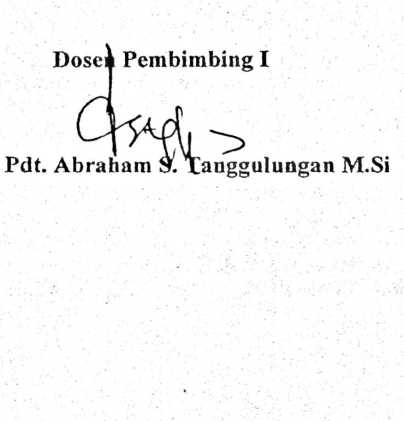 Dosen Pembimbing I
Pdt. Abraham S. Tanggulungan M.Si